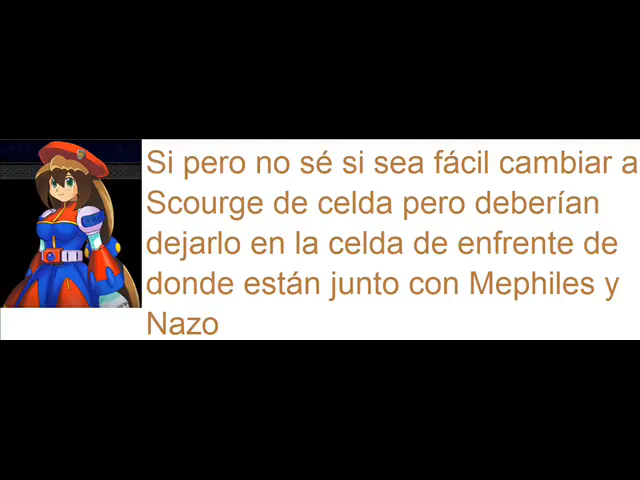 Si pero no sé si sea fácil cambiar a
Scourge de celda pero deberían
dejarlo en la celda de enfrente de
donde están junto con Mephiles y
Nazo